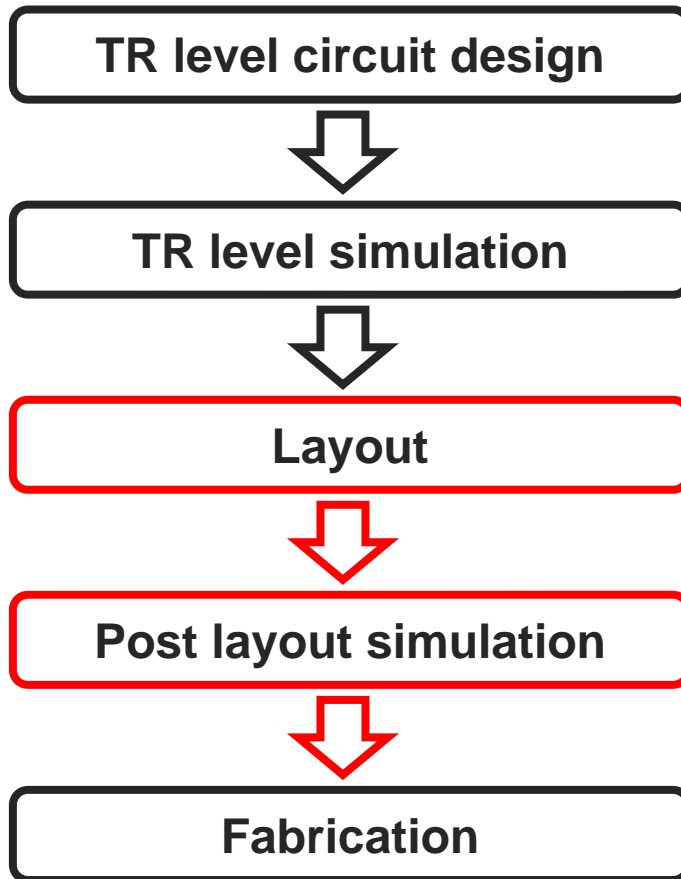 TR level circuit design
TR level simulation
Layout
Post layout simulation
Fabrication